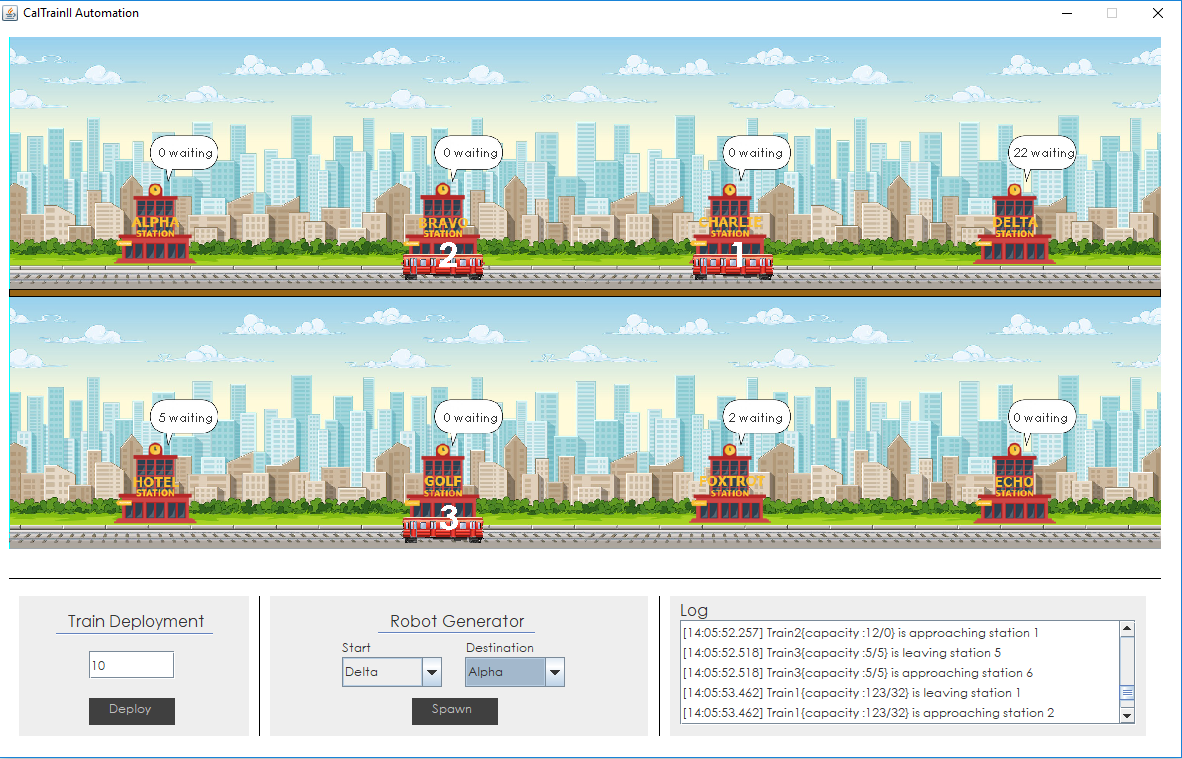 CalTrainII Automation
0 waiting
0 waiting
0 waiting
22 waiting
ALPHA
STATION
BRAVO
STATION
CHARLIE
STATION
DELTA
STATION
2
1
5 waiting
0 waiting
2 waiting
0 waiting
HOTEL
STATION
GOLF
STATION
FOXTROT
STATION
ECHO
STATION
3
Train Deployment
10
Deploy
Robot Generator
Start
Destination
Delta
Alpha
Spawn
Log
[14:05:52.257] Train2{capacity :12/0} is approaching station 1
[14:05:52.518] Train3{capacity :5/5} is leaving station 5
[14:05:52.518] Train3{capacity :5/5} is approaching station 6
[14:05:53.462] Train1{capacity :123/32} is leaving station 1
[14:05:53.462] Train1{capacity :123/32} is approaching station 2